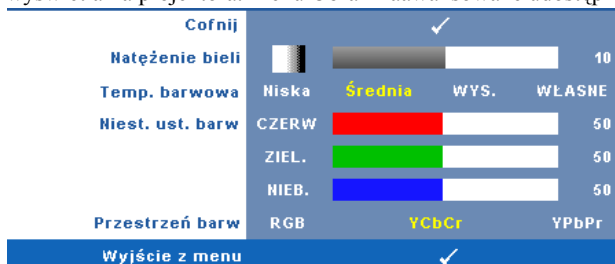 Cofnij
Natężenie bieli 10
Temp. barwowa Niska Średnia WYS. WŁASNE
Niest. ust. barw CZERW 50
ZIEL. 50
NIEB. 50
Przestrzeń barw RGB YCbCr YPbPr
Wyjście z menu